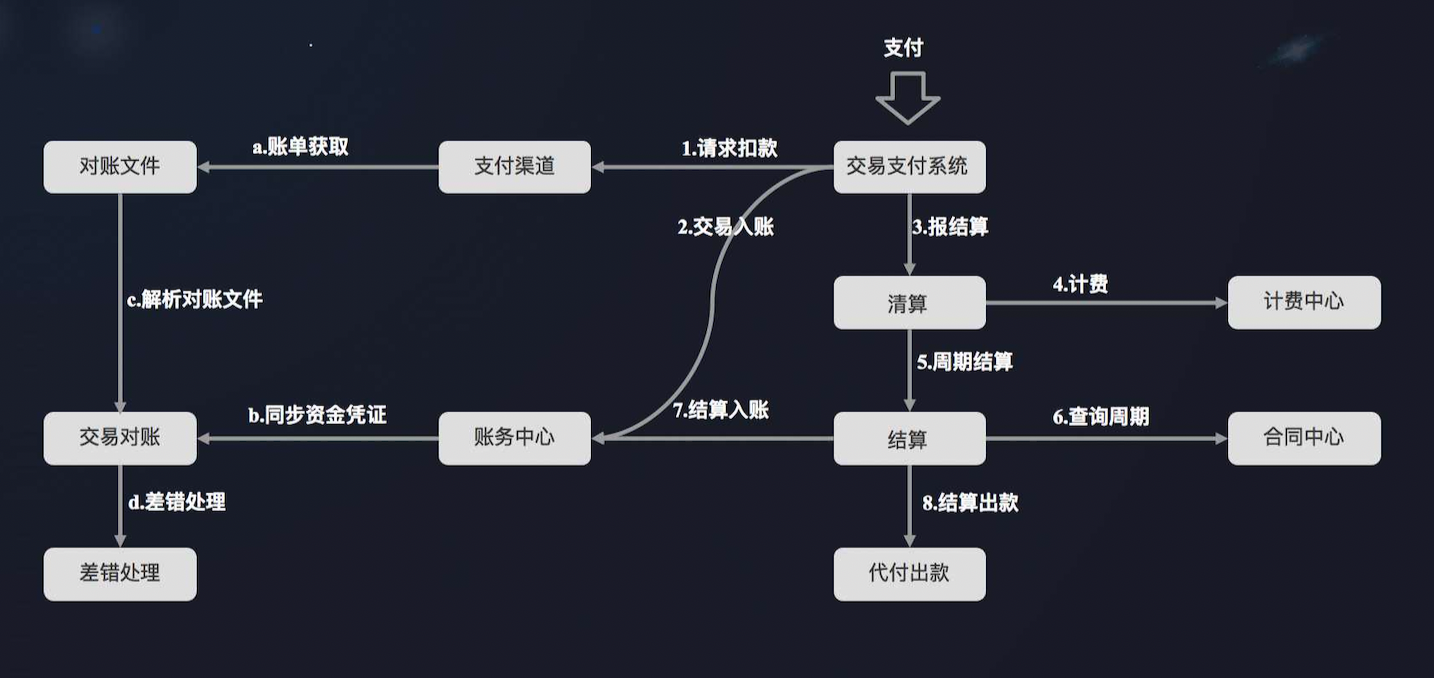 支付
a.账单获取
1.请求扣款
对账文件
支付渠道
交易支付系统
2.交易入账
3.报结算
4.计费
c.解析对账文件
清算
计费中心
5.周期结算
b.同步资金凭证
7.结算入账
6.查询周期
交易对账
账务中心
结算
合同中心
d.差错处理
8.结算出款
差错处理
代付出款